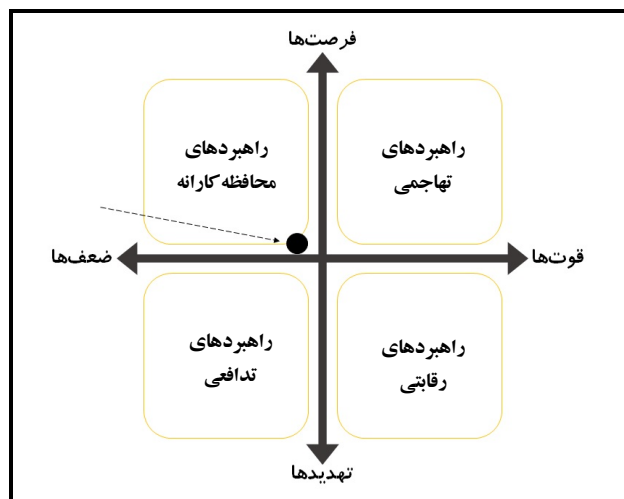 فرصت‌ها
راهبردهای
تهاجمی
راهبردهای
محافظه‌کارانه
قوت‌ها
ضعف‌ها
راهبردهای
رقابتی
راهبردهای
تدافعی
تهدیدها